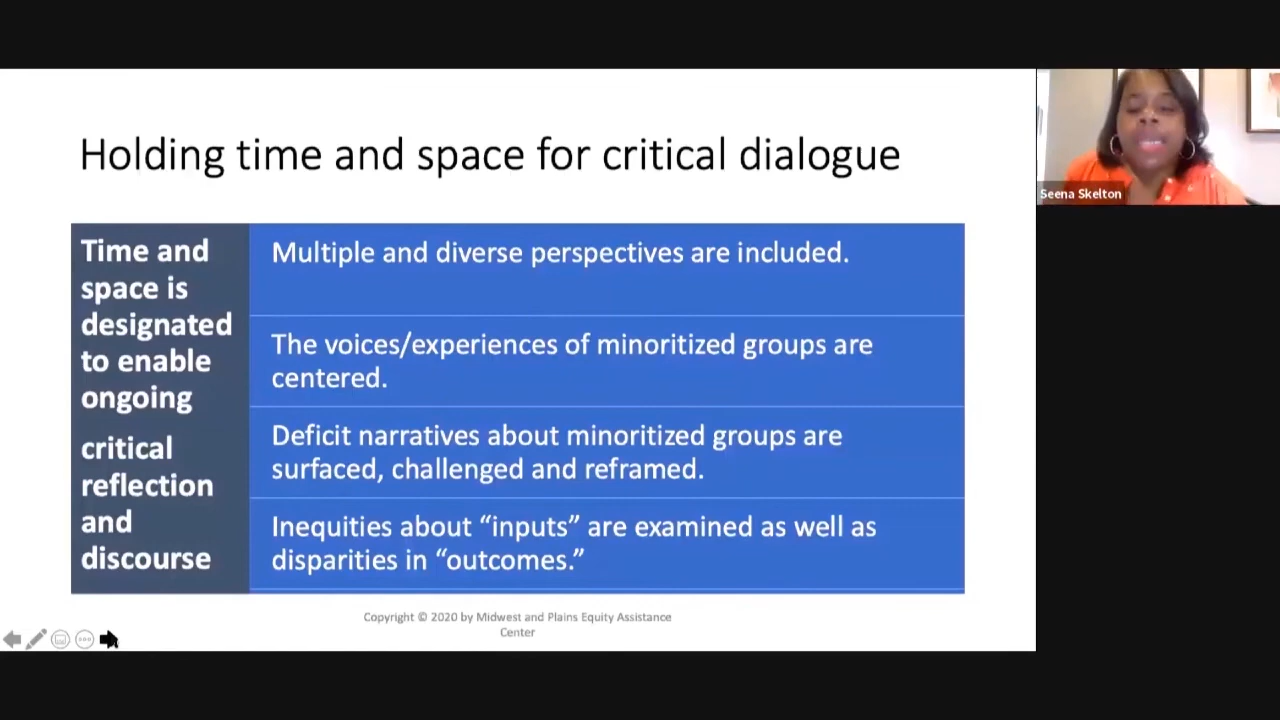 Holding time and space for critical dialogue
Seena Skelton
Time and
space is
designated
to enable
ongoing
critical
reflection
and
discourse
Multiple and diverse perspectives are included.
The voices/experiences of minoritized groups are
centered.
Deficit narratives about minoritized groups are
surfaced, challenged and reframed.
Inequities about “inputs” are examined as well as
disparities in “outcomes.”
Copyright © 2020 by Midwest and Plains Equity Assistance
Center